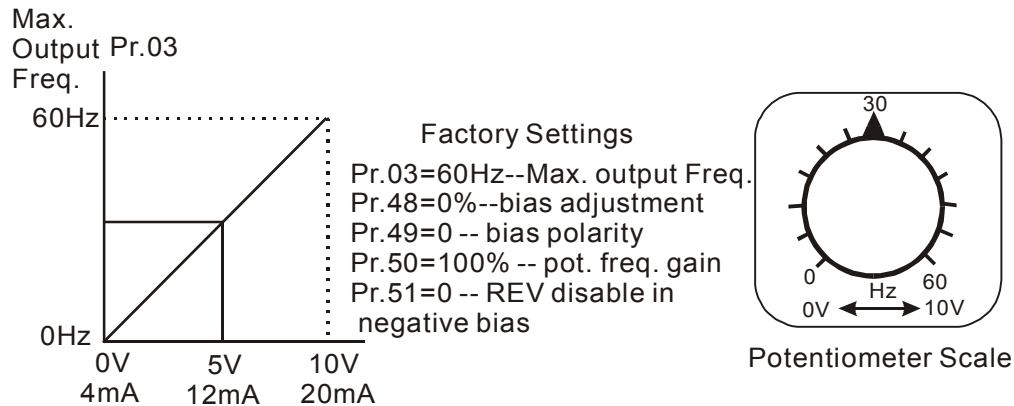 Max.
Output Pr.03
Freq.
60Hz
0Hz
0V 5V 10V
4mA 12mA 20mA
Factory Settings
Pr.03=60Hz--Max. output Freq.
Pr.48=0%--bias adjustment
Pr.49=0 -- bias polarity
Pr.50=100% -- pot. freq. gain
Pr.51=0 -- REV disable in
negative bias
30
0 60
Hz
0V 10V
Potentiometer Scale